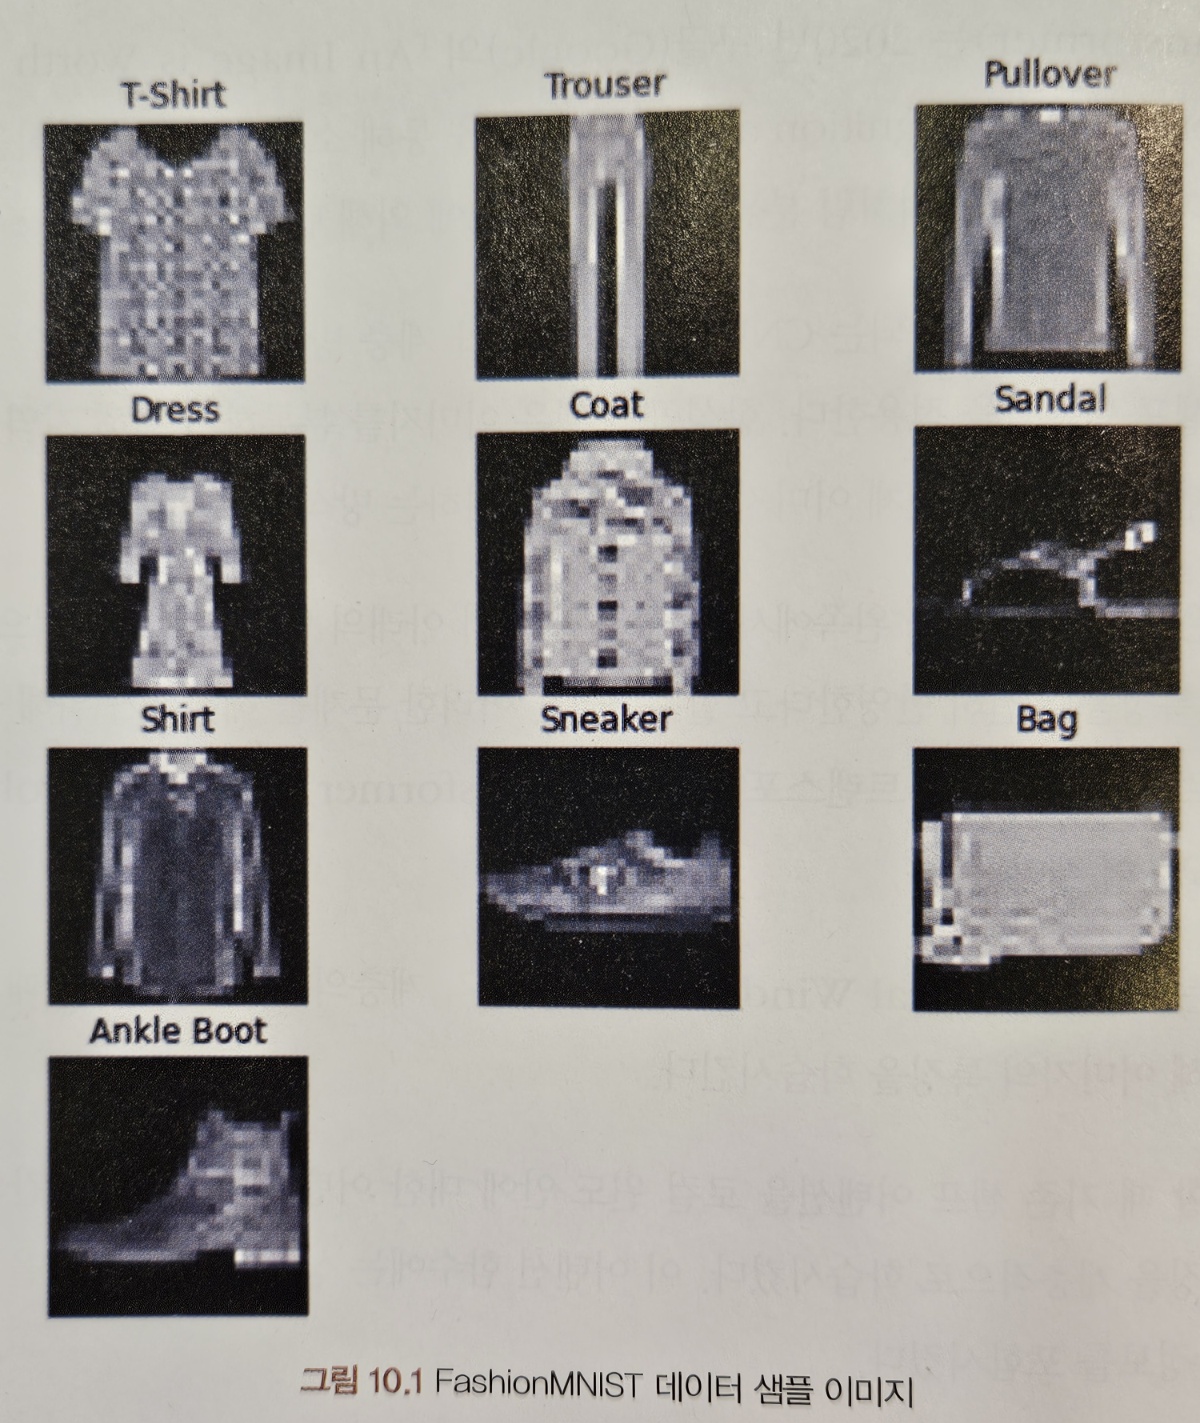 T-Shirt
Trouser
Pullover
Dress
Coat
Sandal
Shirt
Sneaker
Bag
Ankle Boot
그림 10.1 FashionMNIST 데이터 샘플 이미지